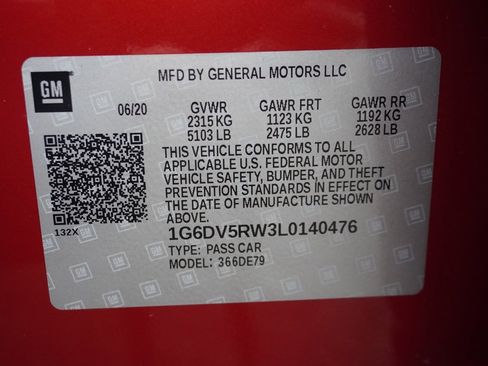 GM
MFD BY GENERAL MOTORS LLC
06/20 GVWR GAWR FRT GAWR RR
2315 KG 1123 KG 1192 KG
5103 LB 2475 LB 2628 LB
THIS VEHICLE CONFORMS TO ALL
APPLICABLE U.S. FEDERAL MOTOR
VEHICLE SAFETY, BUMPER, AND THEFT
PREVENTION STANDARDS IN EFFECT ON
THE DATE OF MANUFACTURE SHOWN
ABOVE.
132X
1G6DV5RW3L0140476
TYPE: PASS CAR
MODEL: 366DE79